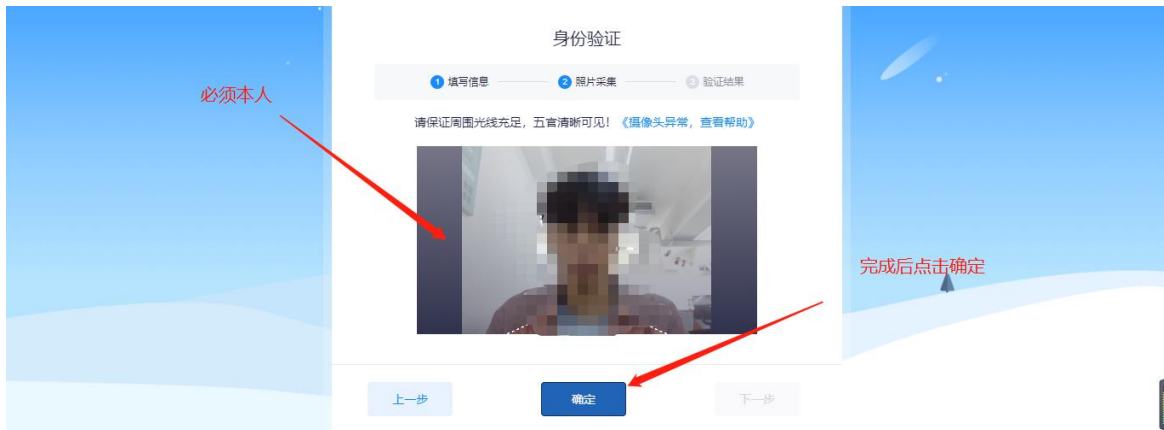 身份验证
1 填写信息 2 照片采集 3 验证结果
必须本人
请保证周围光线充足，五官清晰可见！《摄像头异常，查看帮助》
完成后点击确定
上一步 确定 下一步